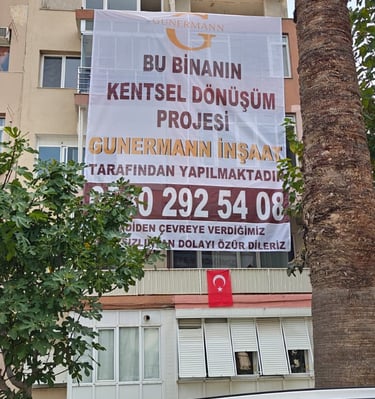 GUNERMANN
G
BU BİNANIN
KENTSEL DÖNÜŞÜM
PROJESİ
GUNERMANN İNŞAAT
TARAFINDAN YAPILMAKTADIR
0 292 54 08
ÇEVREYE VERDİĞİMİZ
DOLAYI ÖZÜR DİLERİZ